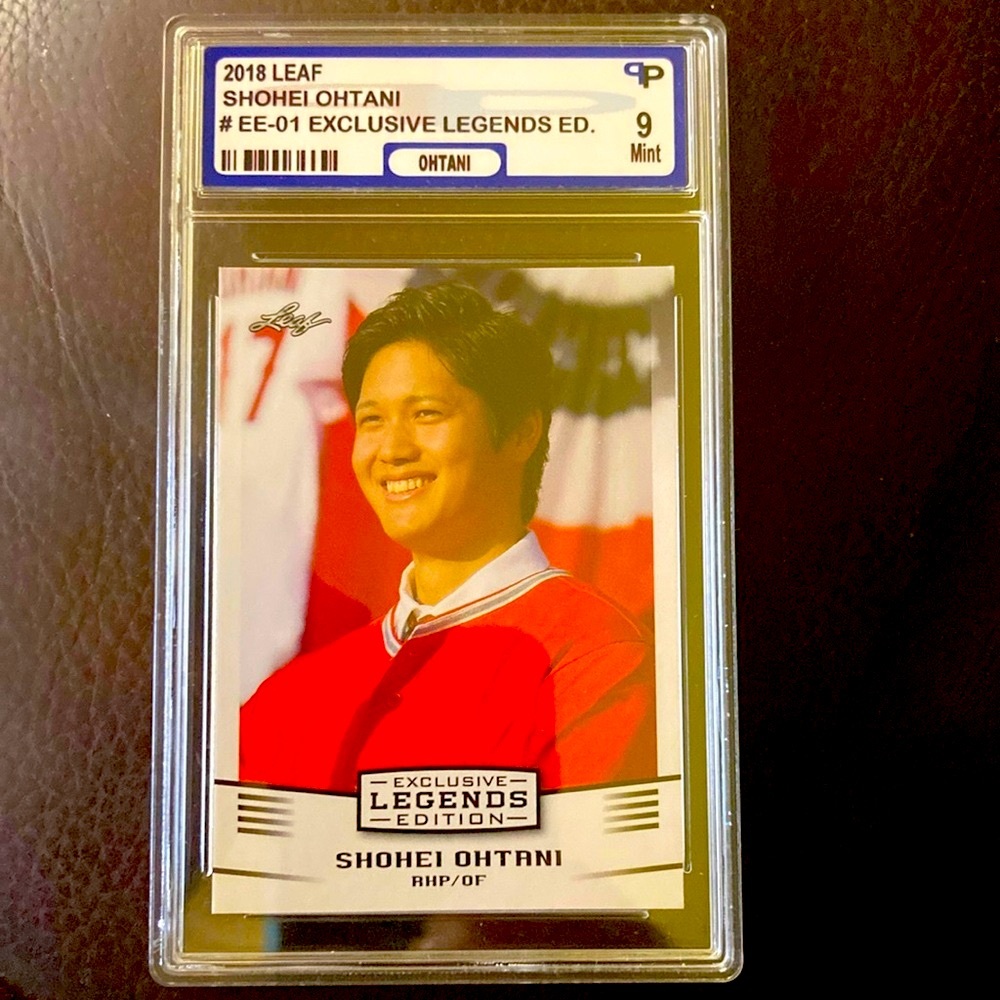 2018 LEAF
SHOHEI OHTANI
# EE-01 EXCLUSIVE LEGENDS ED.
OHTANI
PP
9
Mint
Leaf
17
EXCLUSIVE
LEGENDS
EDITION
SHOHEI OHTANI
RHP/OF